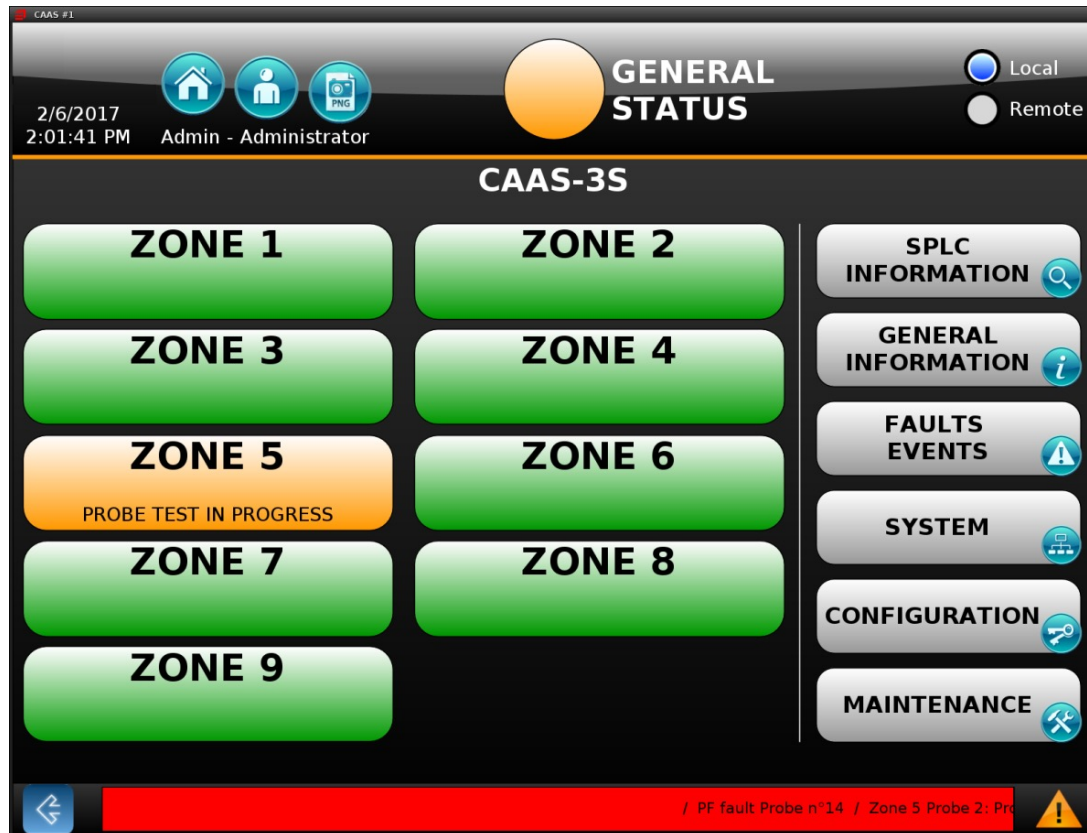 CAAS #1
GENERAL
STATUS
Local
Remote
2/6/2017
2:01:41 PM
Admin - Administrator
PNG
CAAS-3S
ZONE 1
ZONE 2
ZONE 3
ZONE 4
ZONE 5
PROBE TEST IN PROGRESS
ZONE 6
ZONE 7
ZONE 8
ZONE 9
SPLC
INFORMATION
GENERAL
INFORMATION
i
FAULTS
EVENTS
SYSTEM
CONFIGURATION
MAINTENANCE
/ PF fault Probe n°14 / Zone 5 Probe 2: